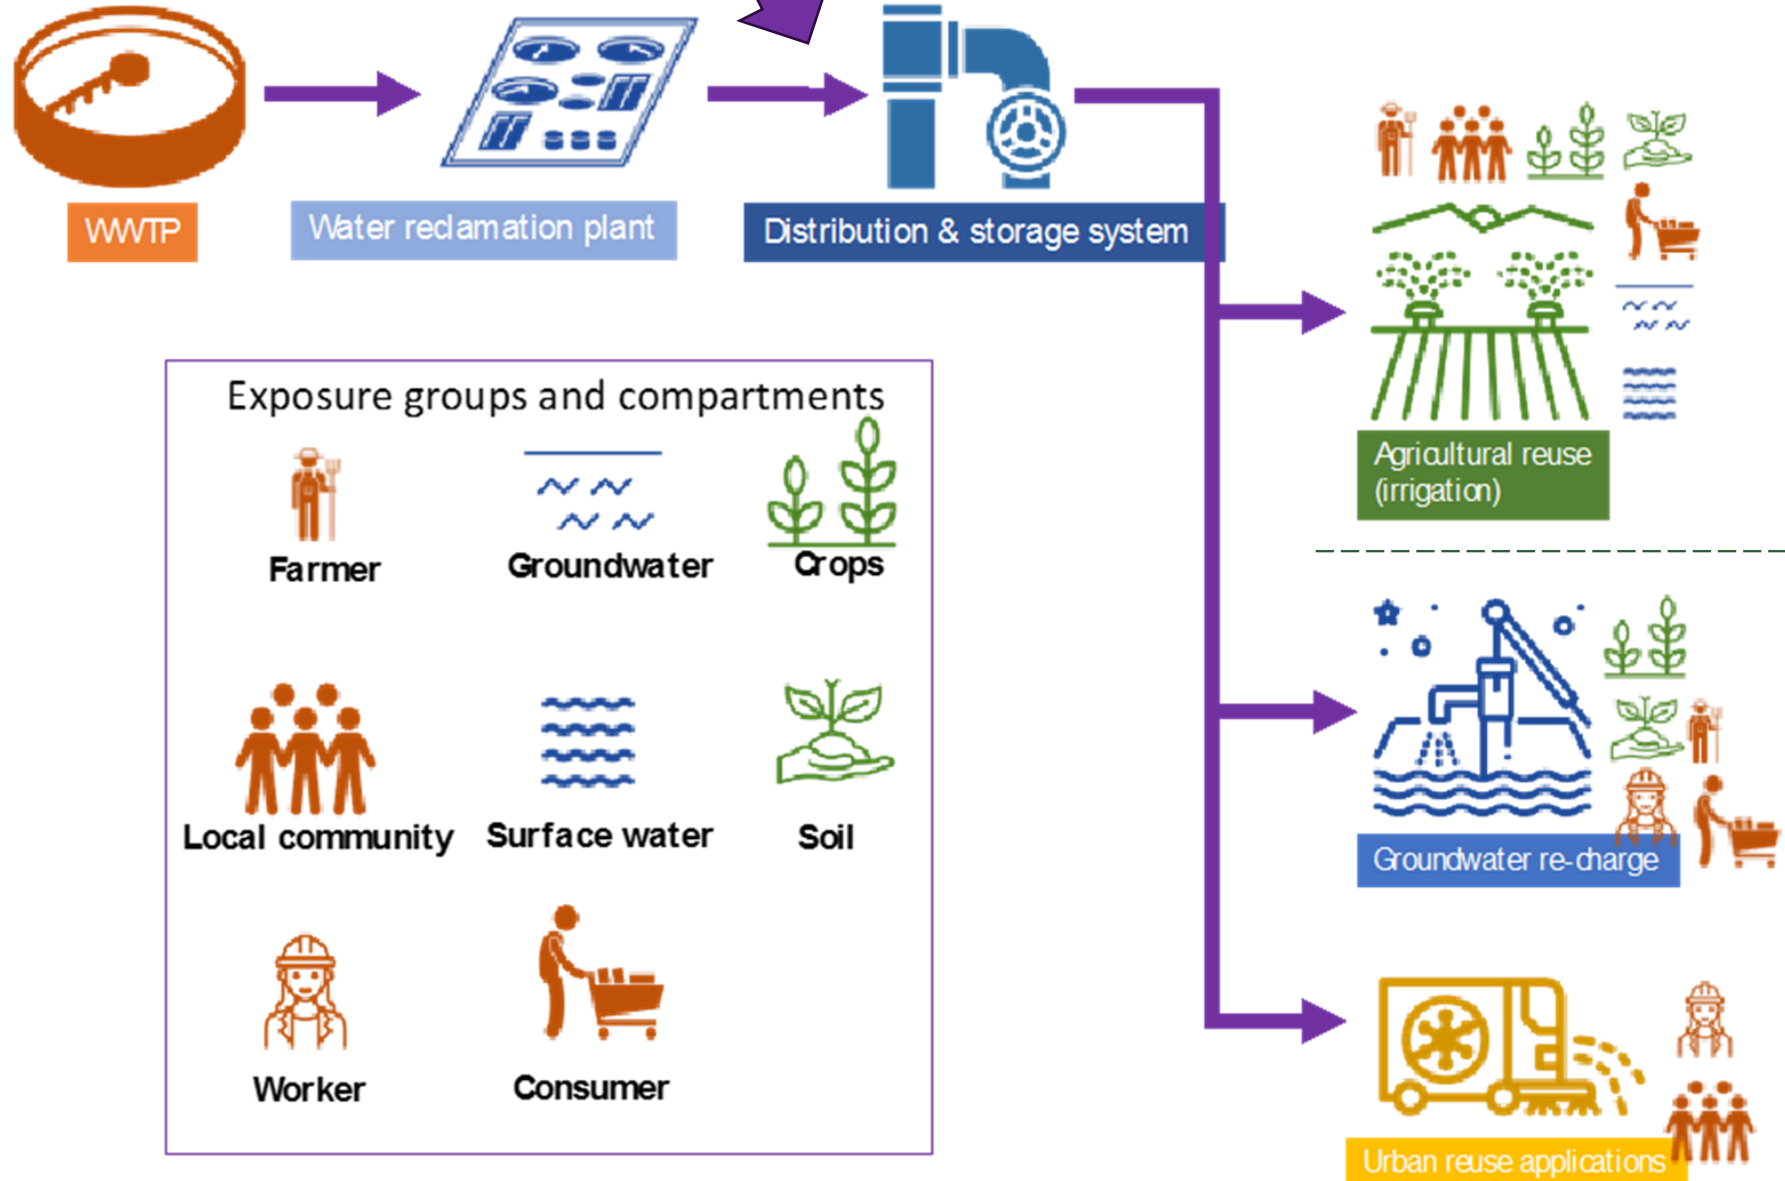 WWTP
Water reclamation plant
Distribution & storage system
Exposure groups and compartments
Farmer
Groundwater
Crops
Local community
Surface water
Soil
Worker
Consumer
Agricultural reuse
(irrigation)
Groundwater re-charge
Urban reuse applications